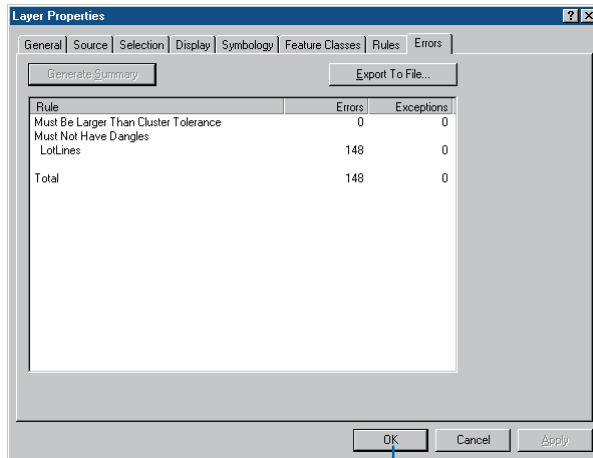 Layer Properties
General Source Selection Display Symbology Feature Classes Rules Errors
Generate Summary Export To File...
Rule Errors Exceptions
Must Be Larger Than Cluster Tolerance 0 0
Must Not Have Dangles
LotLines 148 0
Total 148 0
OK Cancel Apply